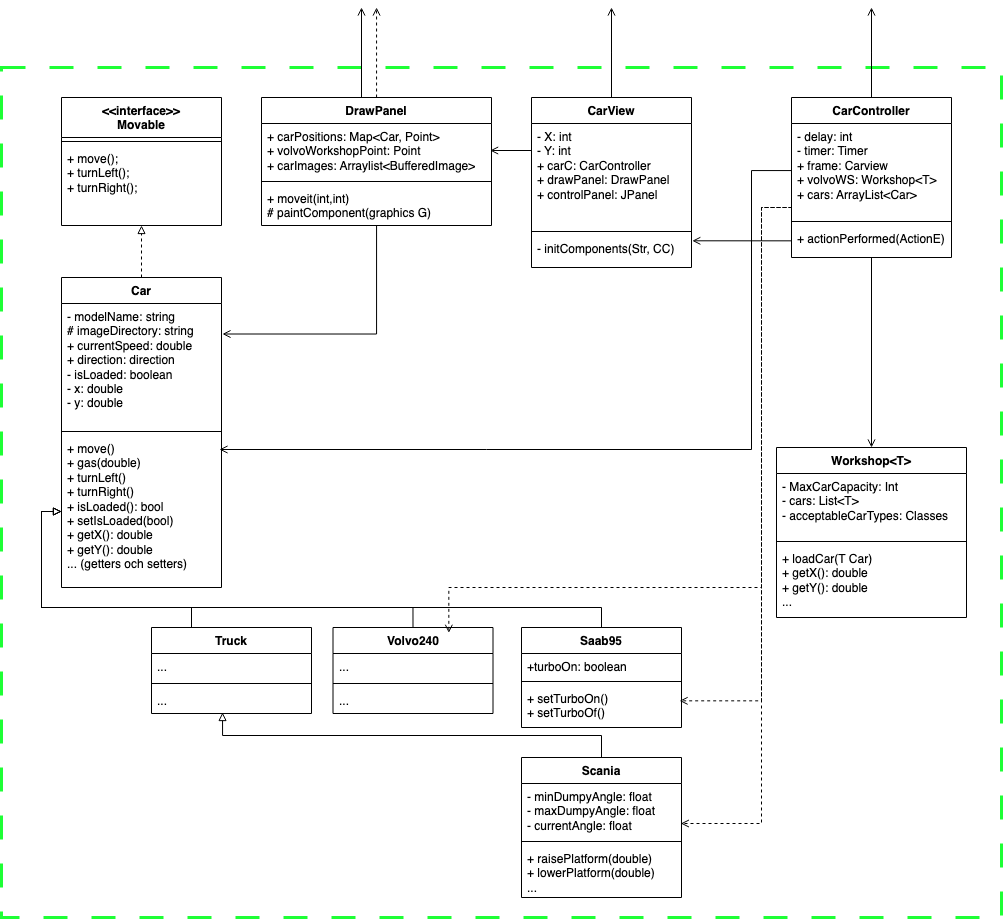 <<interface>>
Movable
+ move();
+ turnLeft();
+ turnRight();
DrawPanel
+ carPositions: Map<Car, Point>
+ volvoWorkshopPoint: Point
+ carImages: Arraylist<BufferedImage>
+ moveit(int,int)
# paintComponent(graphics G)
CarView
- X: int
- Y: int
+ carC: CarController
+ drawPanel: DrawPanel
+ controlPanel: JPanel
- initComponents(Str, CC)
CarController
- delay: int
- timer: Timer
+ frame: Carview
+ volvoWS: Workshop<T>
+ cars: ArrayList<Car>
+ actionPerformed(ActionE)
Car
- modelName: string
# imageDirectory: string
+ currentSpeed: double
+ direction: direction
- isLoaded: boolean
- x: double
- y: double
+ move()
+ gas(double)
+ turnLeft()
+ turnRight()
+ isLoaded(): bool
+ setIsLoaded(bool)
+ getX(): double
+ getY(): double
... (getters och setters)
Workshop<T>
- MaxCarCapacity: Int
- cars: List<T>
- acceptableCarTypes: Classes
+ loadCar(T Car)
+ getX(): double
+ getY(): double
...
Truck
...
...
Volvo240
...
...
Saab95
+turboOn: boolean
+ setTurboOn()
+ setTurboOf()
Scania
- minDumpyAngle: float
- maxDumpyAngle: float
- currentAngle: float
+ raisePlatform(double)
+ lowerPlatform(double)
...